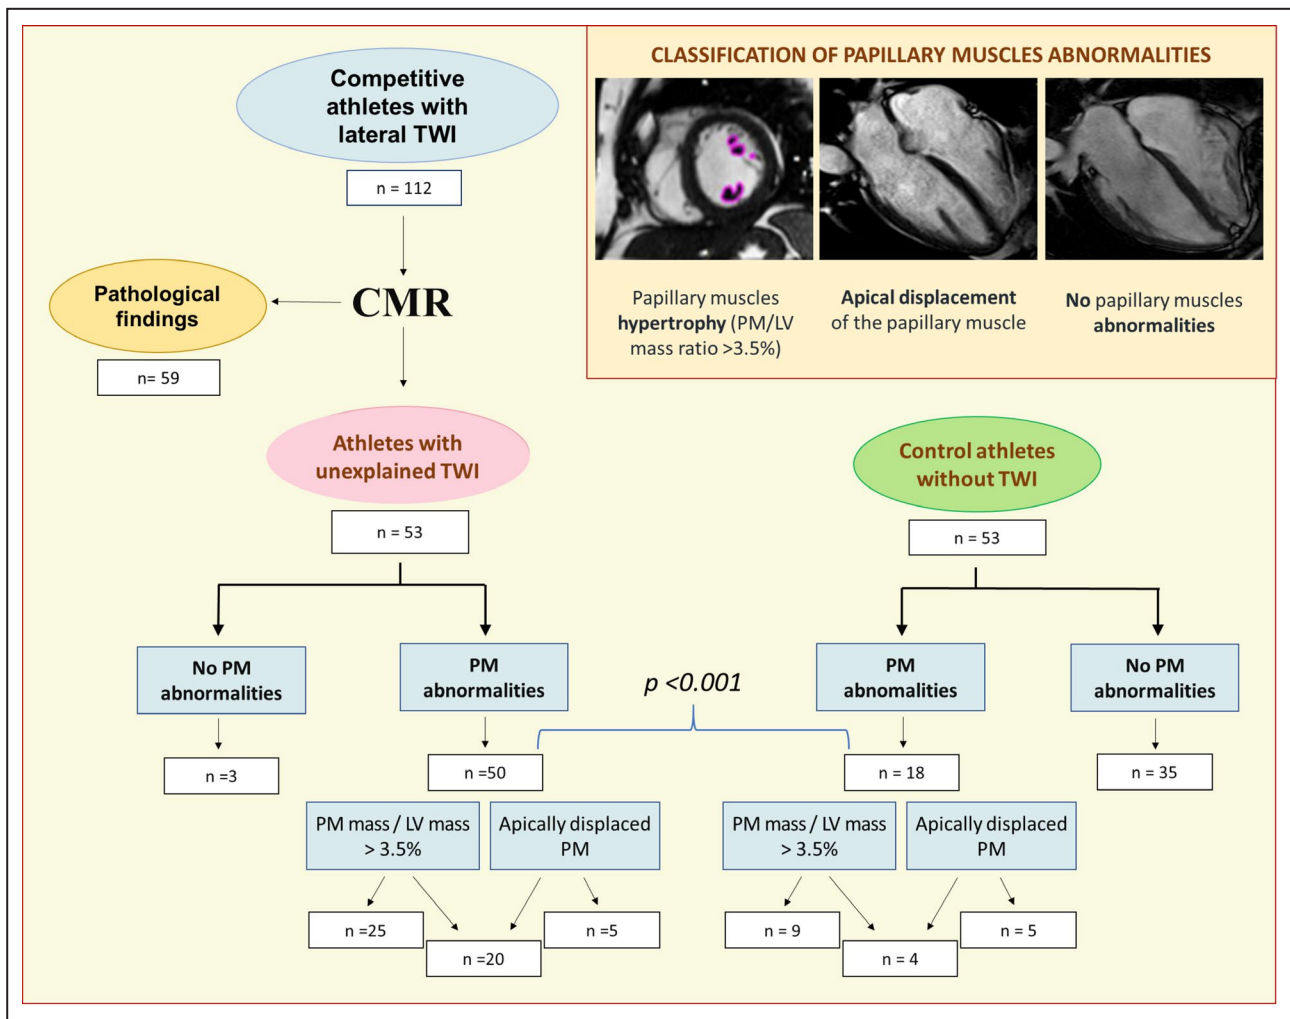 CLASSIFICATION OF PAPILLARY MUSCLES ABNORMALITIES
Papillary muscles
hypertrophy (PM/LV
mass ratio >3.5%)
Apical displacement
of the papillary muscle
No papillary muscles
abnormalities
Competitive
athletes with
lateral TWI
n = 112
CMR
Pathological
findings
n= 59
Athletes with
unexplained TWI
n = 53
Control athletes
without TWI
n = 53
No PM
abnormalities
PM
abnormalities
p <0.001
PM
abnomalities
No PM
abnormalities
n =3
n =50
n = 18
n = 35
PM mass / LV mass
> 3.5%
Apically displaced
PM
PM mass / LV mass
> 3.5%
Apically displaced
PM
n =25
n =20
n =5
n = 9
n = 4
n = 5